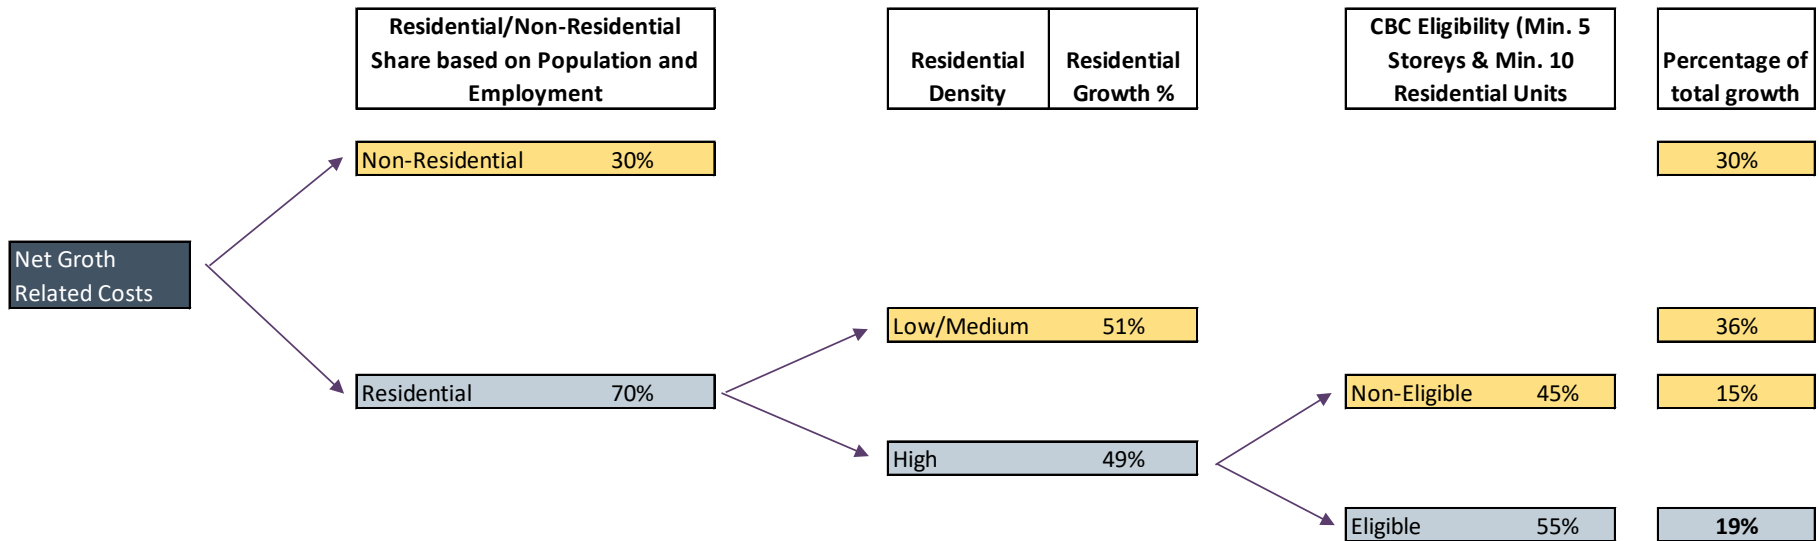 Residential/Non-Residential
Share based on Population and
Employment
Residential
Density
Residential
Growth %
CBC Eligibility (Min. 5
Storeys & Min. 10
Residential Units
Percentage of
total growth
Non-Residential 30%
30%
Net Groth
Related Costs
Low/Medium 51%
36%
Residential 70%
Non-Eligible 45%
15%
High 49%
Eligible 55%
19%